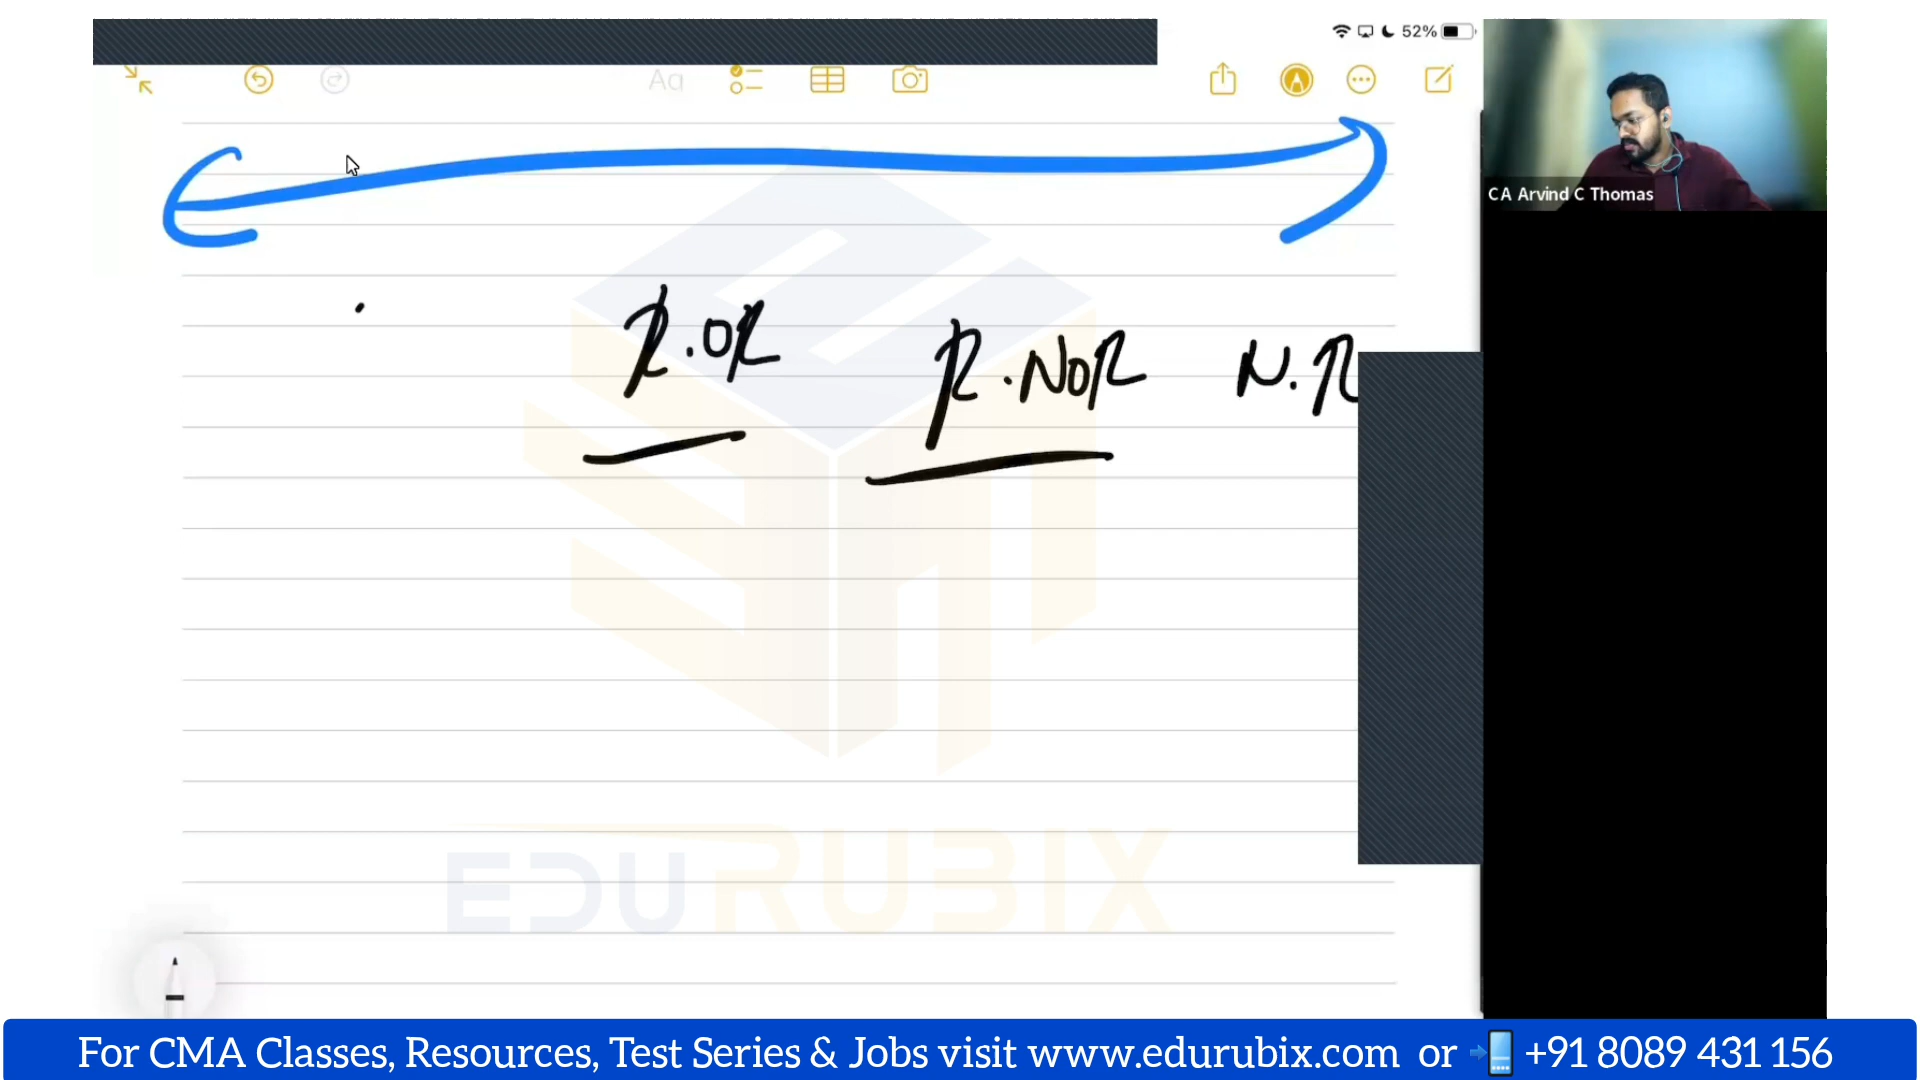 52%
Aa
CA Arvind C Thomas
R.OR R.NOR N.R
EDURUBIX
For CMA Classes, Resources, Test Series & Jobs visit www.edurubix.com or +91 8089 431 156